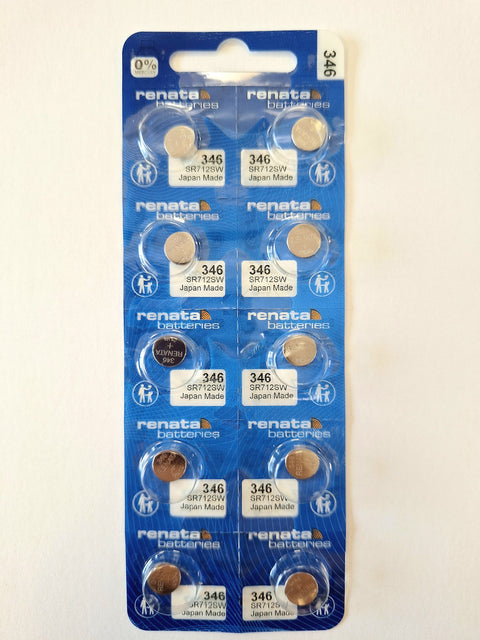 0%
MERCURY
346
renata
batteries
346
SR712SW
Japan Made
renata
batteries
346
SR712SW
Japan Made
renata
batteries
346
SR712SW
Japan Made
renata
batteries
346
SR712SW
Japan Made
renata
batteries
RENATA
346
+
346
SR712SW
Japan Made
renata
batteries
346
SR712SW
Japan Made
renata
batteries
346
SR712SW
Japan Made
renata
batteries
346
SR712SW
Japan Made
renata
batteries
346
SR712SW
Japan Made
renata
batteries
346
SR712S
Japan Made